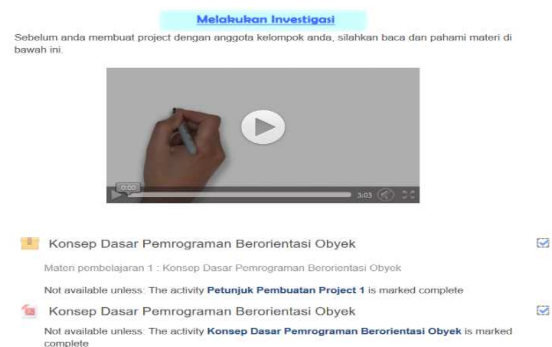 Melakukan Investigasi
Sebelum anda membuat project dengan anggota kelompok anda, silahkan baca dan pahami materi di
bawah ini.
0:00
3:03
Konsep Dasar Pemrograman Berorientasi Obyek
Materi pembelajaran 1 : Konsep Dasar Pemrograman Berorientasi Obyek
Not available unless: The activity Petunjuk Pembuatan Project 1 is marked complete
Konsep Dasar Pemrograman Berorientasi Obyek
Not available unless: The activity Konsep Dasar Pemrograman Berorientasi Obyek is marked
complete